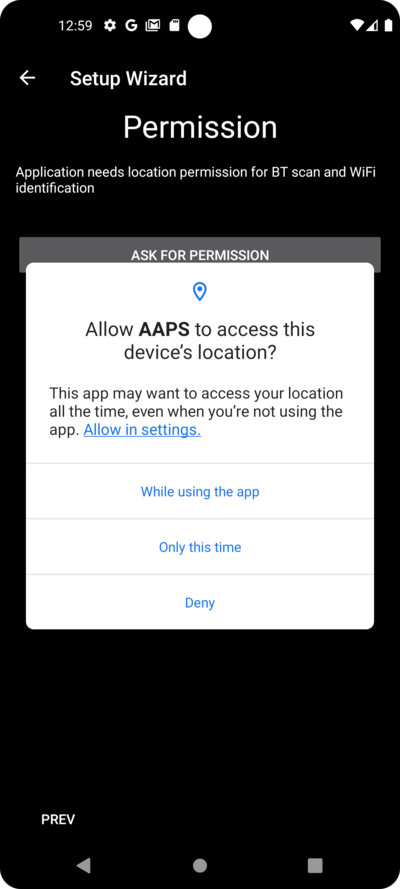 12:59
Setup Wizard
Permission
Application needs location permission for BT scan and WiFi
identification
ASK FOR PERMISSION
Allow AAPS to access this
device’s location?
This app may want to access your location
all the time, even when you’re not using the
app. Allow in settings.
While using the app
Only this time
Deny
PREV